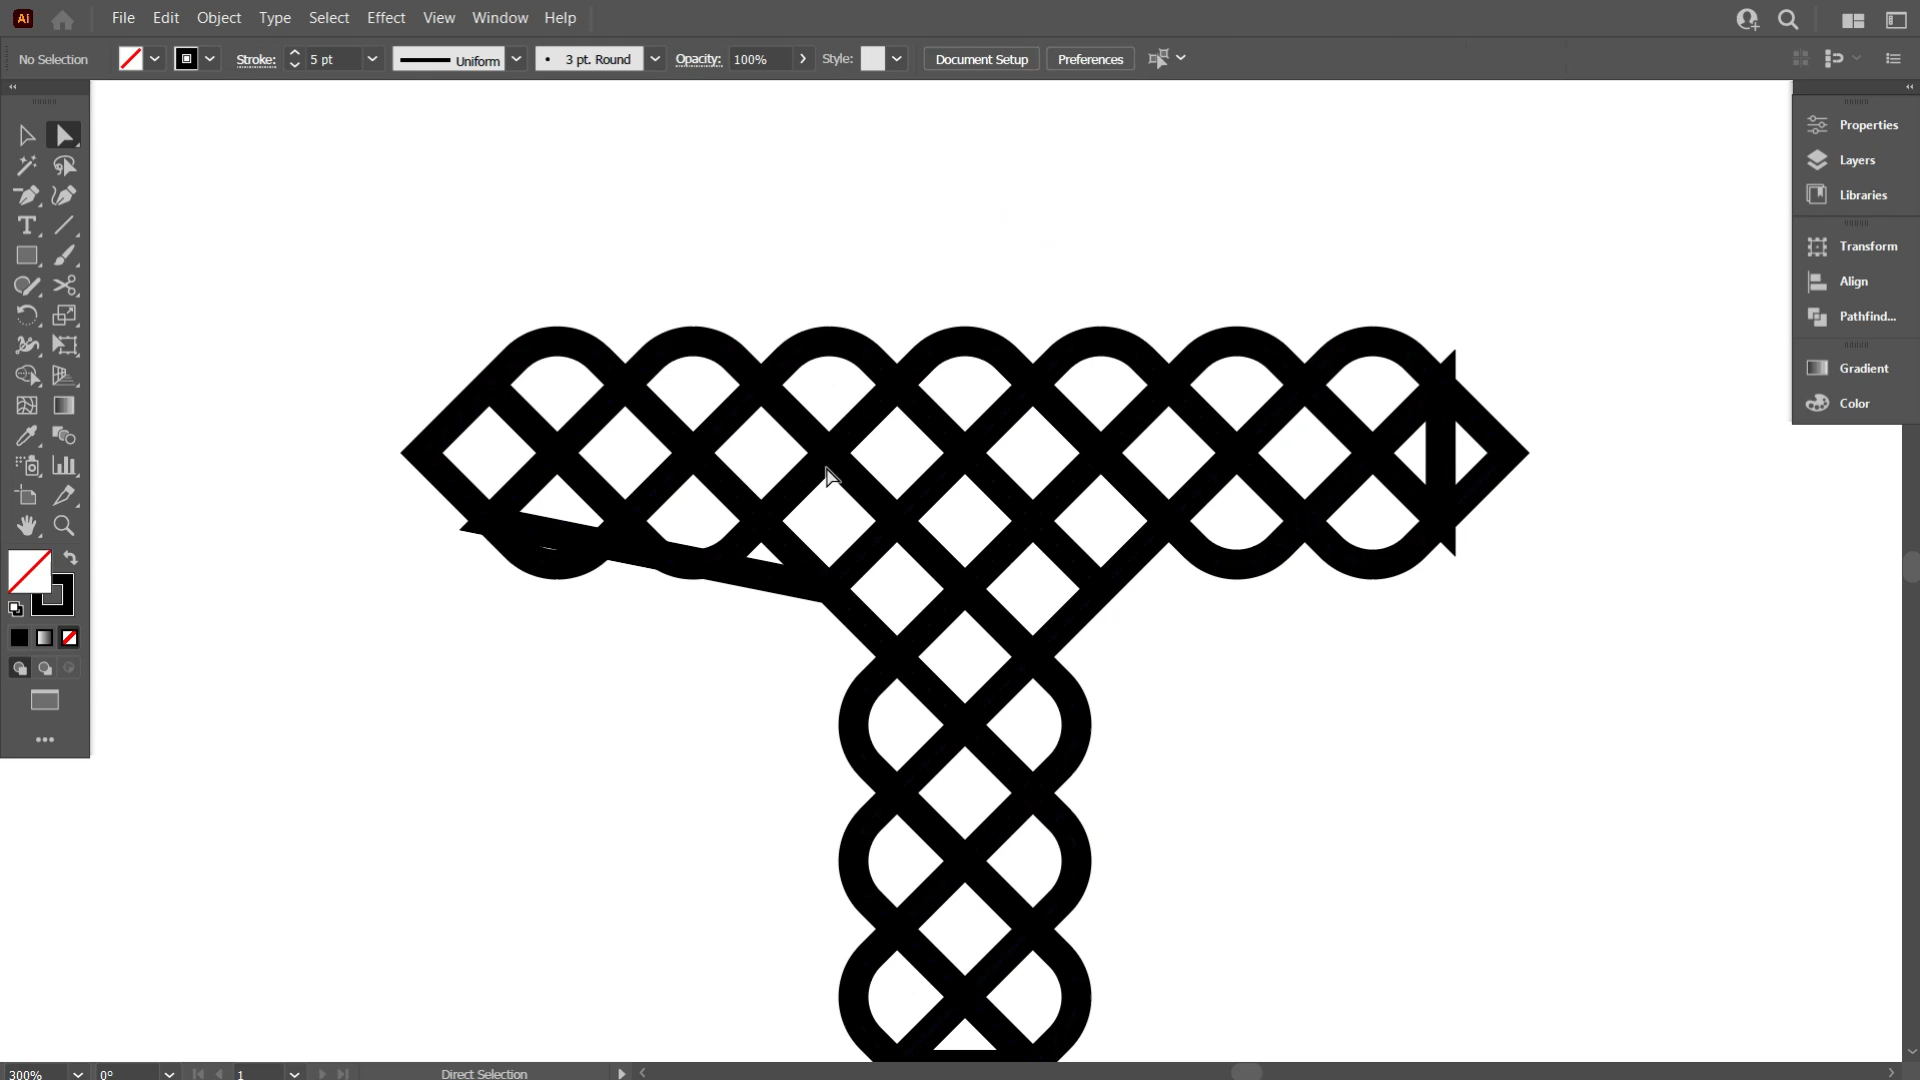 Ai File Edit Object Type Select Effect View Window Help
No Selection Stroke: 5 pt Uniform 3 pt. Round Opacity: 100% Style: Document Setup Preferences
Properties
Layers
Libraries
Transform
Align
Pathfind...
Gradient
Color
300% 0° 1 Direct Selection